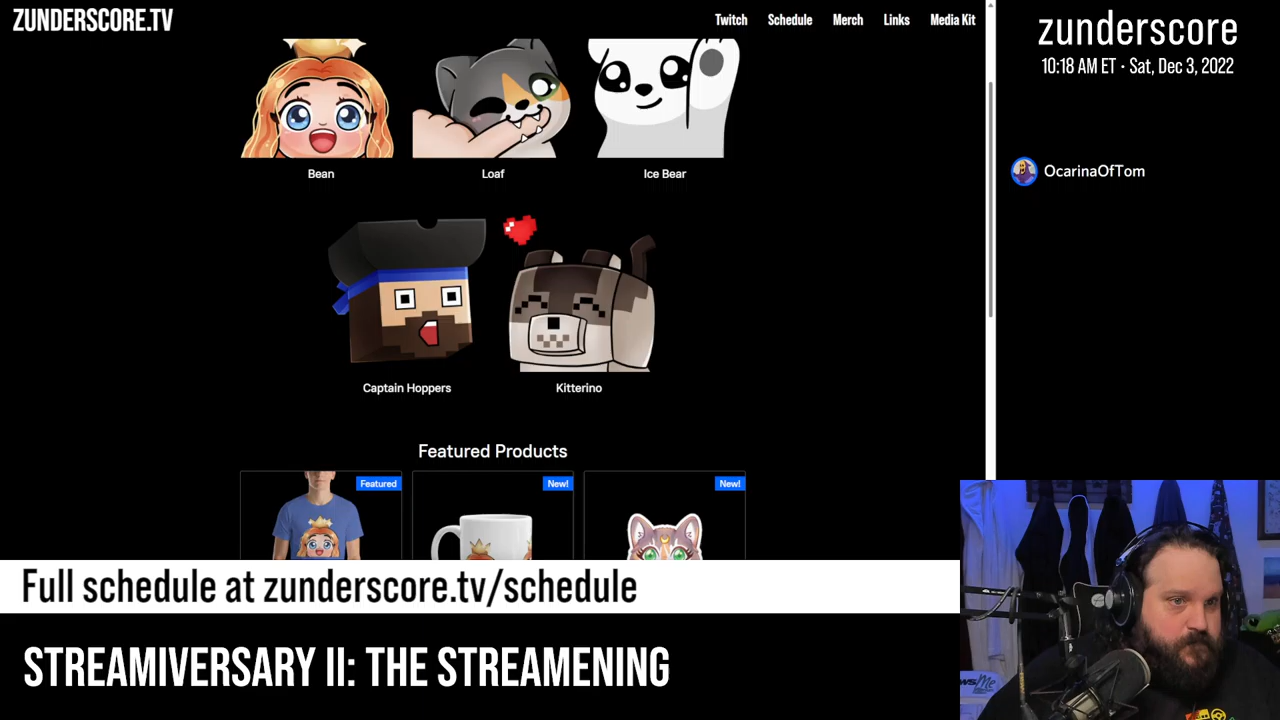 ZUNDERSCORE.TV
Twitch Schedule Merch Links Media Kit
zunderscore
10:18 AM ET · Sat, Dec 3, 2022
OcarinaOfTom
Bean Loaf Ice Bear
Captain Hoppers Kitterino
Featured Products
Featured New! New!
Full schedule at zunderscore.tv/schedule
STREAMIVERSARY II: THE STREAMENING